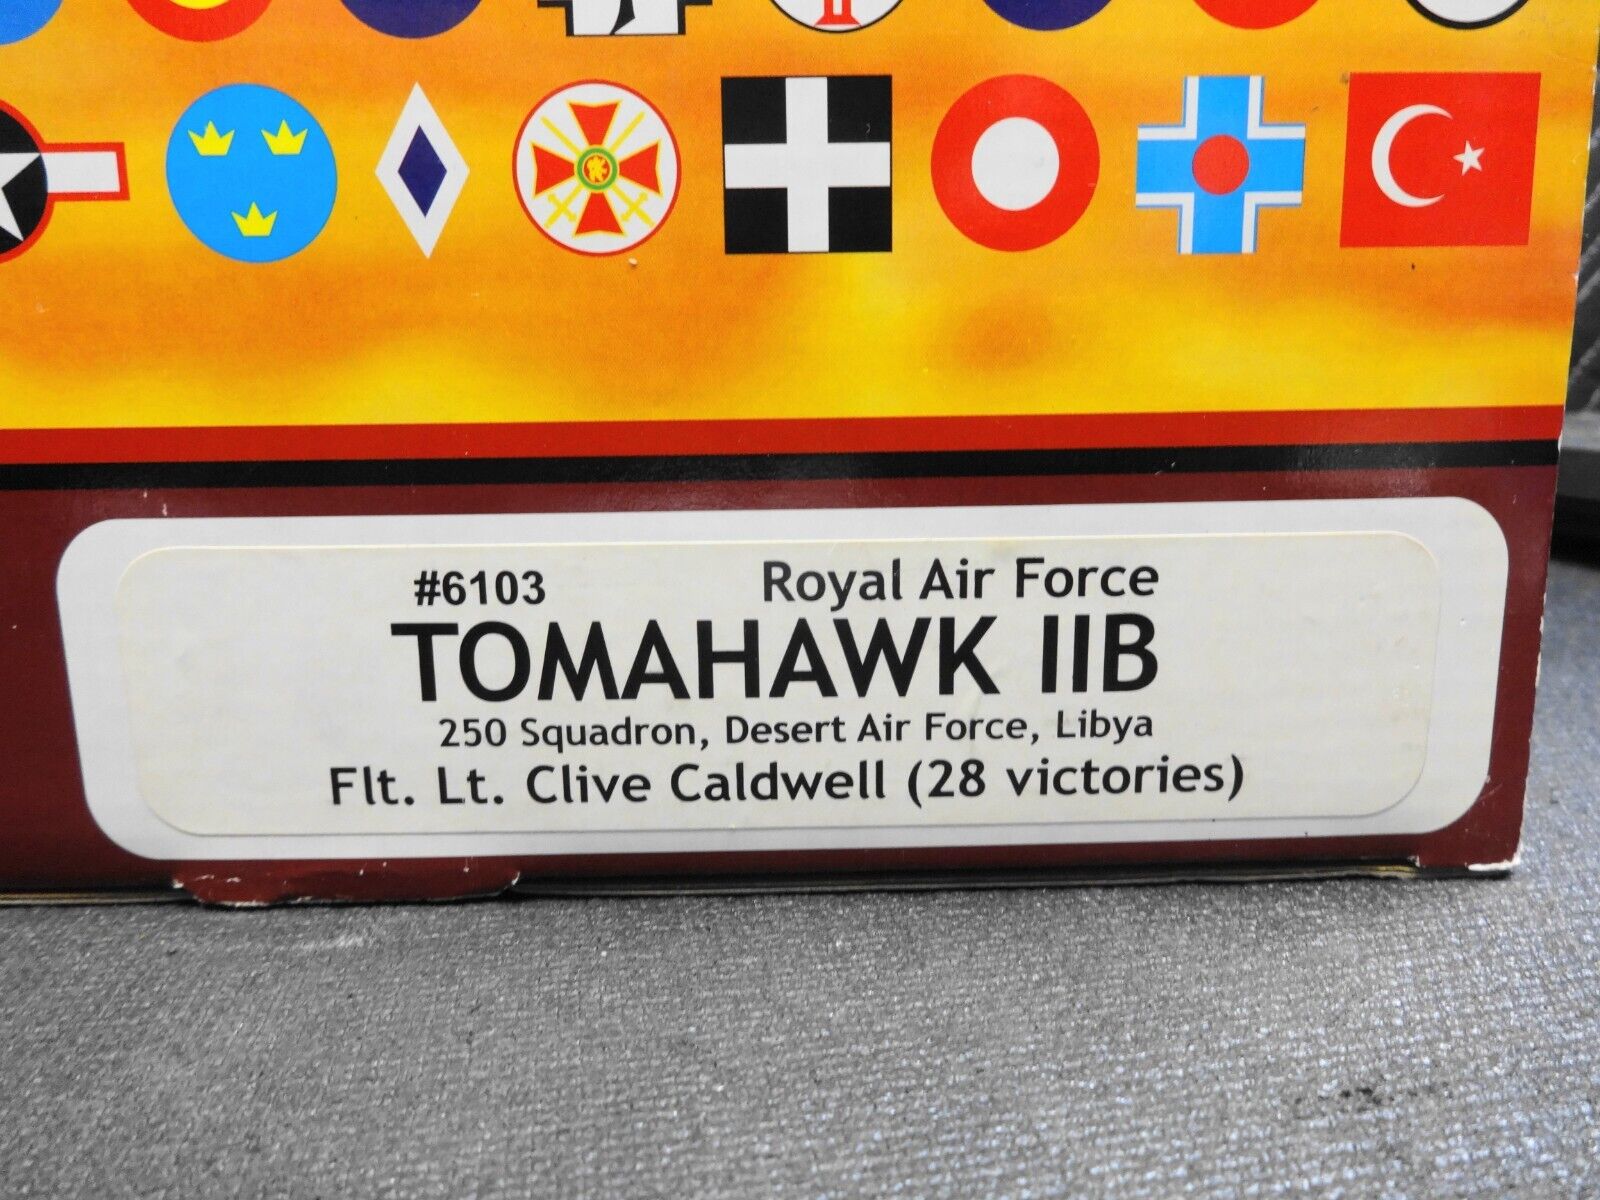 #6103 Royal Air Force
TOMAHAWK IIB
250 Squadron, Desert Air Force, Libya
Flt. Lt. Clive Caldwell (28 victories)